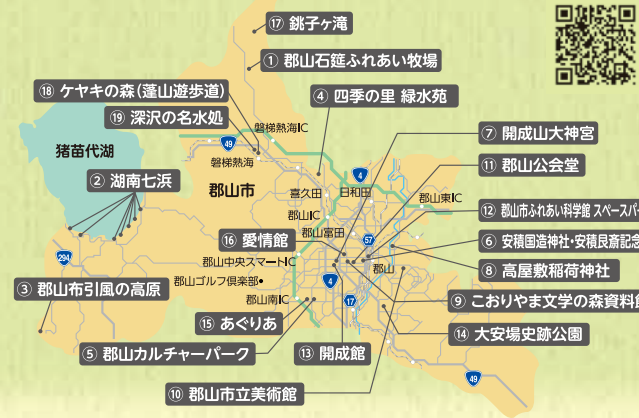 ⑰ 銚子ヶ滝
① 郡山石筵ふれあい牧場
⑱ ケヤキの森(蓬山遊歩道)
④ 四季の里 緑水苑
⑲ 深沢の名水処
磐梯熱海IC
⑦ 開成山大神宮
49
4
猪苗代湖
磐梯熱海
⑪ 郡山公会堂
② 湖南七浜
郡山市
喜久田
日和田
郡山東IC
郡山IC
⑫ 郡山市ふれあい科学館 スペースパー
郡山富田
57
⑯ 愛情館
⑥ 安積国造神社・安積艮斎記念
294
郡山中央スマートIC
郡山
⑧ 高屋敷稲荷神社
郡山ゴルフ倶楽部
4
③ 郡山布引風の高原
郡山南IC
17
⑨ こおりやま文学の森資料館
⑮ あぐりあ
⑭ 大安場史跡公園
⑤ 郡山カルチャーパーク
⑬ 開成館
49
⑩ 郡山市立美術館